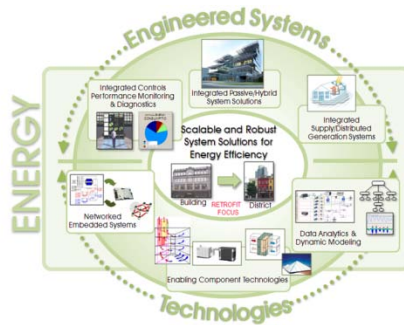 Engineered Systems
ENERGY
Integrated Controls
Performance Monitoring
& Diagnostics
Integrated Passive/Hybrid
System Solutions
Integrated
Supply/Distributed
Generation Systems
Scalable and Robust
System Solutions for
Energy Efficiency
Building
District
RETROFIT
FOCUS
Networked
Embedded Systems
Data Analytics &
Dynamic Modeling
Enabling Component Technologies
Technologies